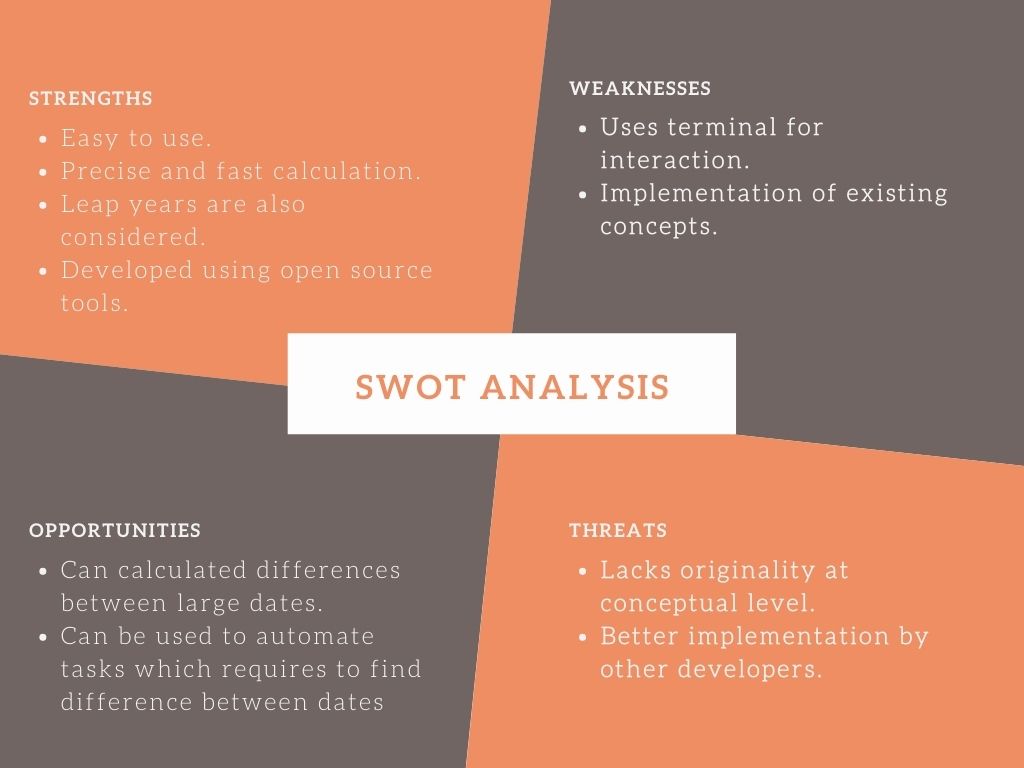 STRENGTHS
• Easy to use.
• Precise and fast calculation.
• Leap years are also
considered.
• Developed using open source
tools.
WEAKNESSES
• Uses terminal for
interaction.
• Implementation of existing
concepts.
SWOT ANALYSIS
OPPORTUNITIES
• Can calculated differences
between large dates.
• Can be used to automate
tasks which requires to find
difference between dates
THREATS
• Lacks originality at
conceptual level.
• Better implementation by
other developers.